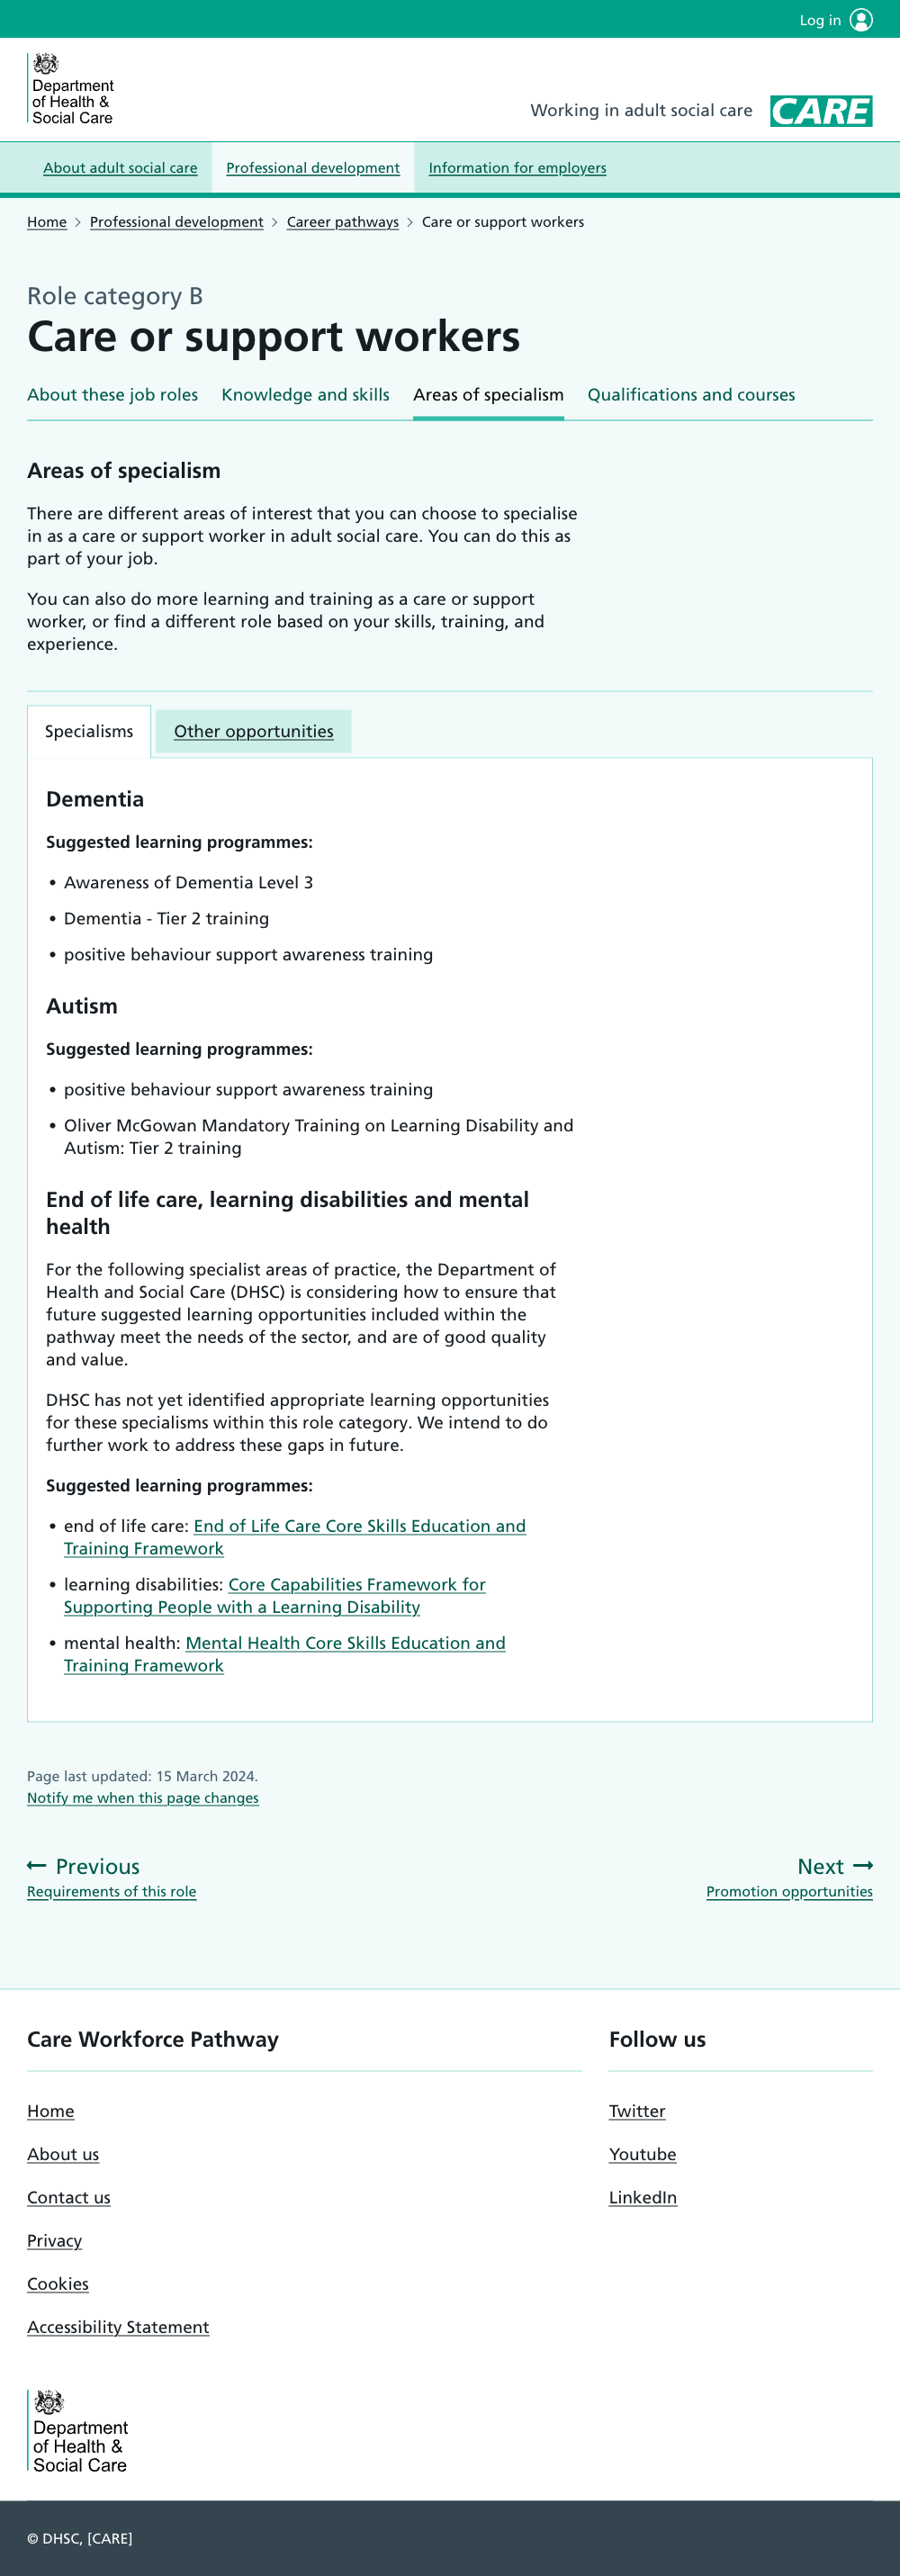 Log in
Department
of Health &
Social Care
Working in adult social care
CARE
About adult social care
Professional development
Information for employers
Home
Professional development
Career pathways
Care or support workers
Role category B
Care or support workers
About these job roles
Knowledge and skills
Areas of specialism
Qualifications and courses
Areas of specialism
There are different areas of interest that you can choose to specialise
in as a care or support worker in adult social care. You can do this as
part of your job.
You can also do more learning and training as a care or support
worker, or find a different role based on your skills, training, and
experience.
Specialisms
Other opportunities
Dementia
Suggested learning programmes:
• Awareness of Dementia Level 3
• Dementia - Tier 2 training
• positive behaviour support awareness training
Autism
Suggested learning programmes:
• positive behaviour support awareness training
• Oliver McGowan Mandatory Training on Learning Disability and
Autism: Tier 2 training
End of life care, learning disabilities and mental
health
For the following specialist areas of practice, the Department of
Health and Social Care (DHSC) is considering how to ensure that
future suggested learning opportunities included within the
pathway meet the needs of the sector, and are of good quality
and value.
DHSC has not yet identified appropriate learning opportunities
for these specialisms within this role category. We intend to do
further work to address these gaps in future.
Suggested learning programmes:
• end of life care: End of Life Care Core Skills Education and
Training Framework
• learning disabilities: Core Capabilities Framework for
Supporting People with a Learning Disability
• mental health: Mental Health Core Skills Education and
Training Framework
Page last updated: 15 March 2024.
Notify me when this page changes
Previous
Requirements of this role
Next
Promotion opportunities
Care Workforce Pathway
Home
About us
Contact us
Privacy
Cookies
Accessibility Statement
Follow us
Twitter
Youtube
LinkedIn
Department
of Health &
Social Care
© DHSC, [CARE]